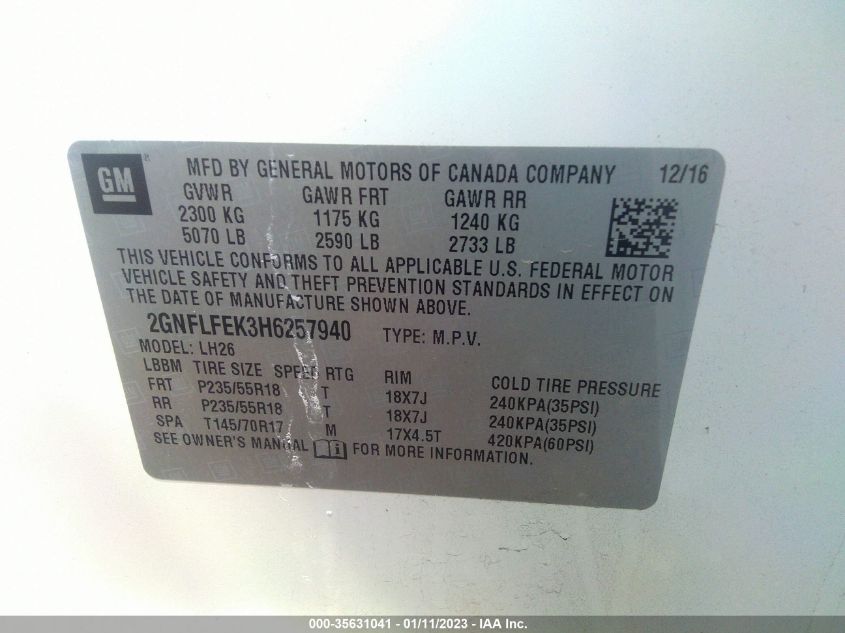 GM ® MFD BY GENERAL MOTORS OF CANADA COMPANY 12/16
GVWR GAWR FRT GAWR RR
2300 KG 1175 KG 1240 KG
5070 LB 2590 LB 2733 LB
THIS VEHICLE CONFORMS TO ALL APPLICABLE U.S. FEDERAL MOTOR
VEHICLE SAFETY AND THEFT PREVENTION STANDARDS IN EFFECT ON
THE DATE OF MANUFACTURE SHOWN ABOVE.
2GNFLFEK3H6257940 TYPE: M.P.V.
MODEL: LH26
LBBM TIRE SIZE SPEED RTG RIM COLD TIRE PRESSURE
FRT P235/55R18 T 18X7J 240KPA(35PSI)
RR P235/55R18 T 18X7J 240KPA(35PSI)
SPA T145/70R17 M 17X4.5T 420KPA(60PSI)
SEE OWNER'S MANUAL FOR MORE INFORMATION.
000-35631041 - 01/11/2023 - IAA Inc.